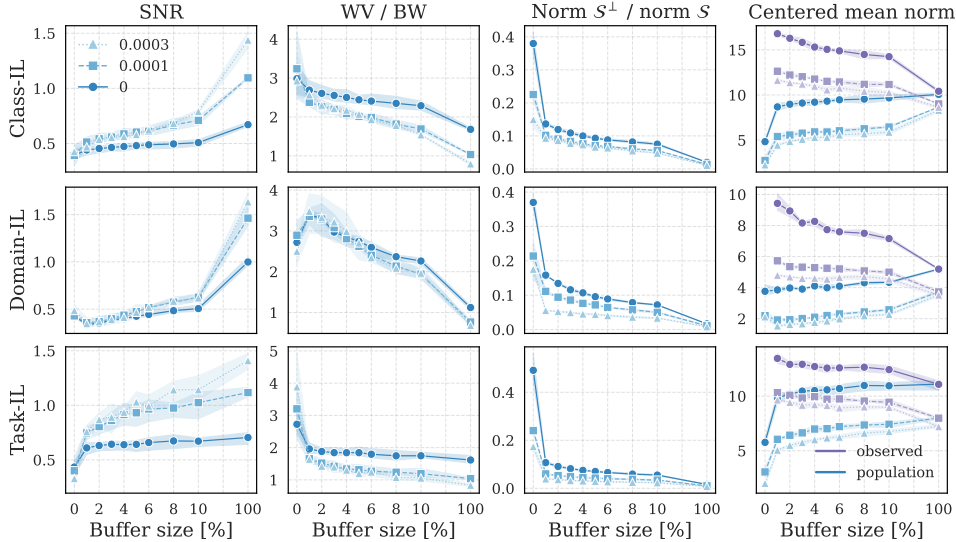 SNR
WV / BW
Norm 𝒮⊥ / norm 𝒮
Centered mean norm
Class-IL
1.5
1.0
0.5
0.0003
0.0001
0
4
3
2
1
0.4
0.3
0.2
0.1
0.0
15
10
5
Domain-IL
1.5
1.0
0.5
4
3
2
1
0.4
0.3
0.2
0.1
0.0
10
8
6
4
2
Task-IL
1.5
1.0
0.5
5
4
3
2
1
0.4
0.2
0.0
10
5
observed
population
0 2 4 6 8 10 100
0 2 4 6 8 10 100
0 2 4 6 8 10 100
0 2 4 6 8 10 100
Buffer size [%]
Buffer size [%]
Buffer size [%]
Buffer size [%]